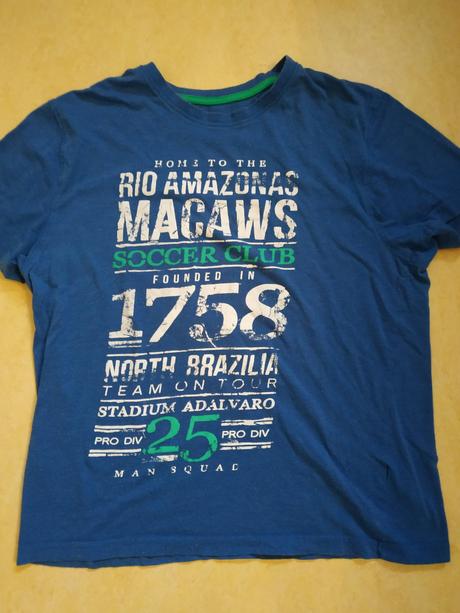 HOME TO THE
RIO AMAZONAS
MACAWS
SOCCER CLUB
FOUNDED IN
1758
NORTH BRAZILIA
TEAM ON TOUR
STADIUM ADALVARO
PRO DIV 25 PRO DIV
MAN SQUAD